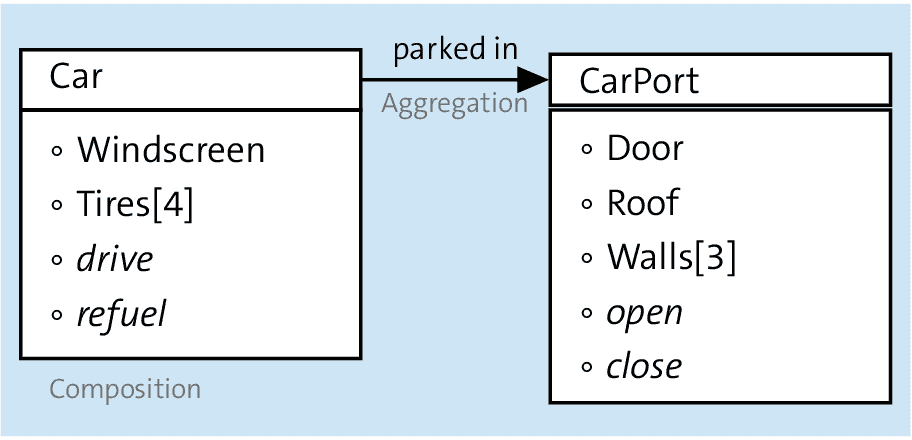 Car
Windscreen
Tires[4]
drive
refuel
Composition
parked in
Aggregation
CarPort
Door
Roof
Walls[3]
open
close